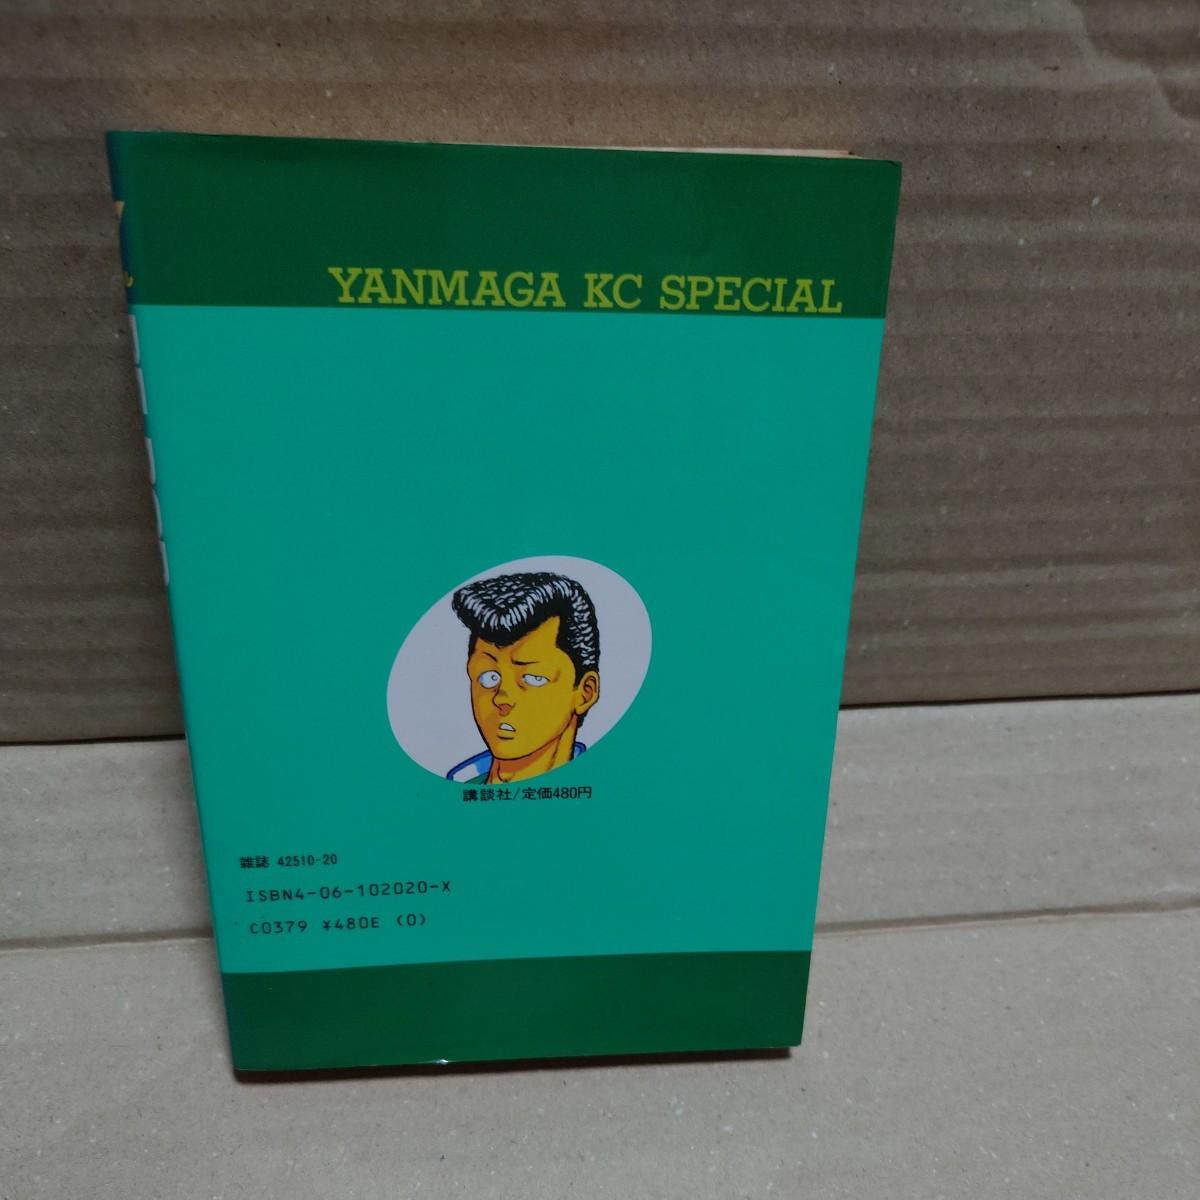 YANMAGA KC SPECIAL
講談社/定価480円
雑誌 42510-20
ISBN4-06-102020-X
C0379 ¥480E (0)